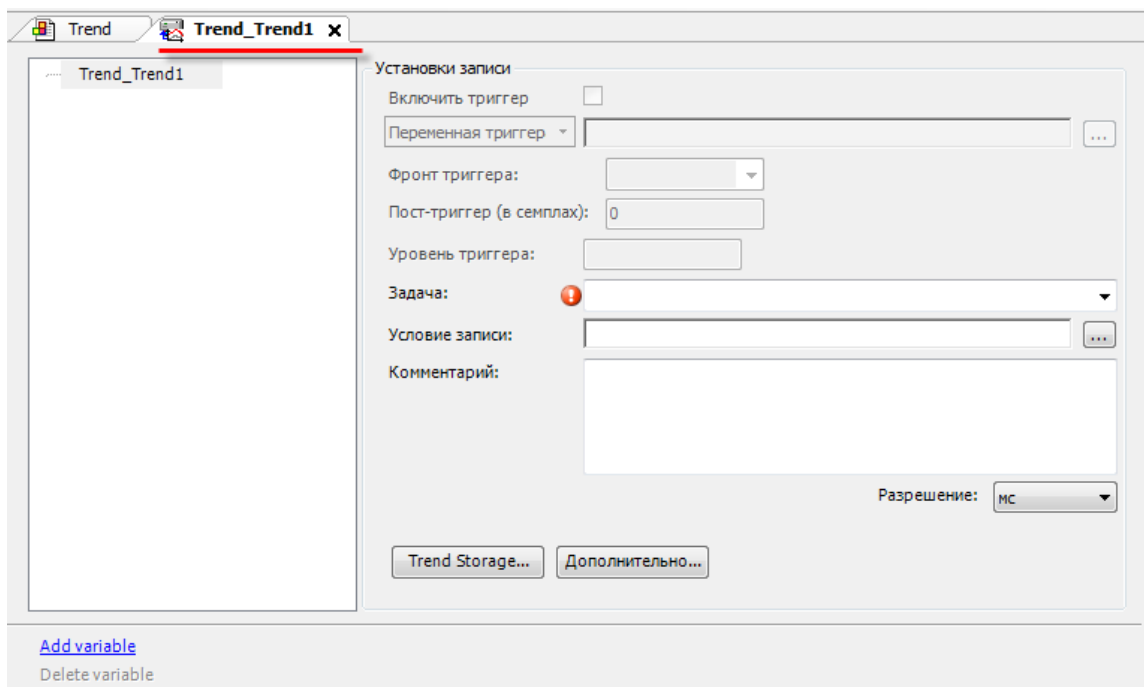 Trend
Trend_Trend1 x
Trend_Trend1
Установки записи
Включить триггер
Переменная триггер
...
Фронт триггера:
Пост-триггер (в семплах): 0
Уровень триггера:
Задача: !
Условие записи: ...
Комментарий:
Разрешение: мс
Trend Storage... Дополнительно...
Add variable
Delete variable